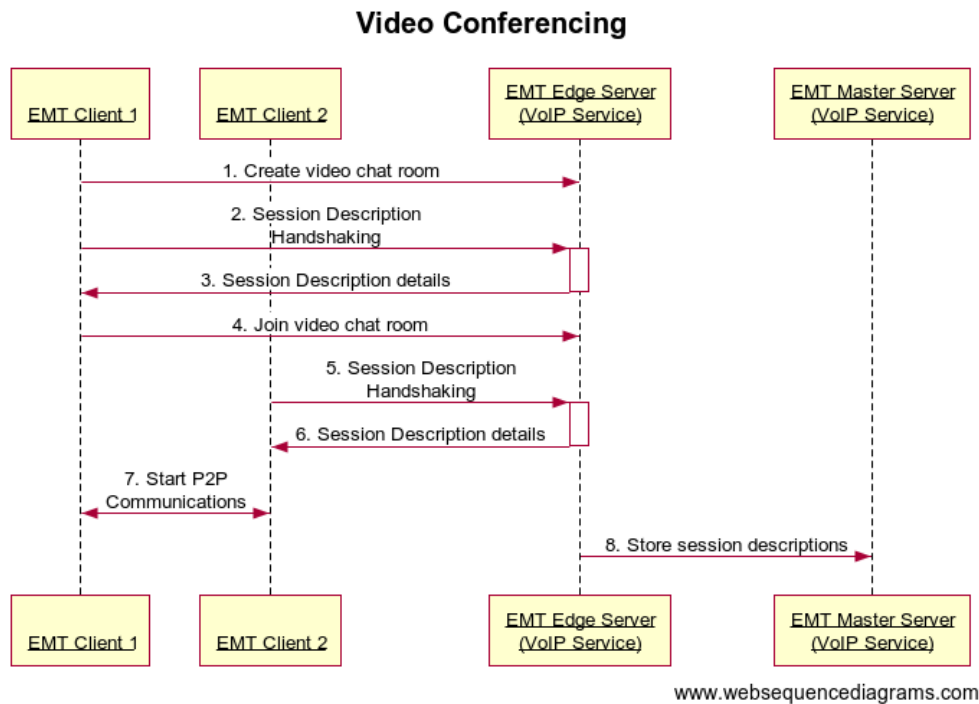 Video Conferencing
EMT Client 1
EMT Client 2
EMT Edge Server
(VoIP Service)
EMT Master Server
(VoIP Service)
1. Create video chat room
2. Session Description
Handshaking
3. Session Description details
4. Join video chat room
5. Session Description
Handshaking
6. Session Description details
7. Start P2P
Communications
8. Store session descriptions
EMT Client 1
EMT Client 2
EMT Edge Server
(VoIP Service)
EMT Master Server
(VoIP Service)
www.websequencediagrams.com